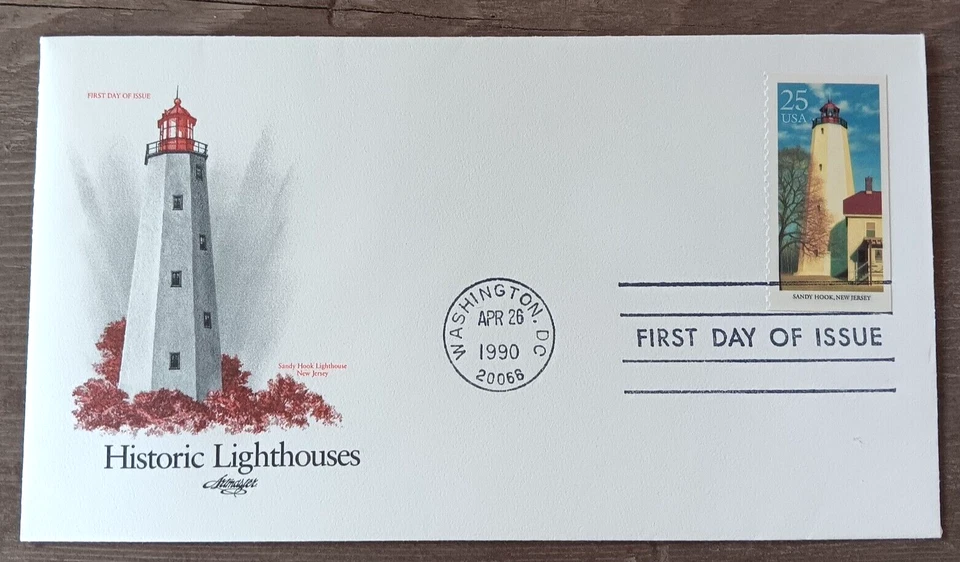 FIRST DAY OF ISSUE
25
USA
SANDY HOOK, NEW JERSEY
WASHINGTON, DC
APR 26
1990
20066
FIRST DAY OF ISSUE
Sandy Hook Lighthouse
New Jersey
Historic Lighthouses
Artmaster